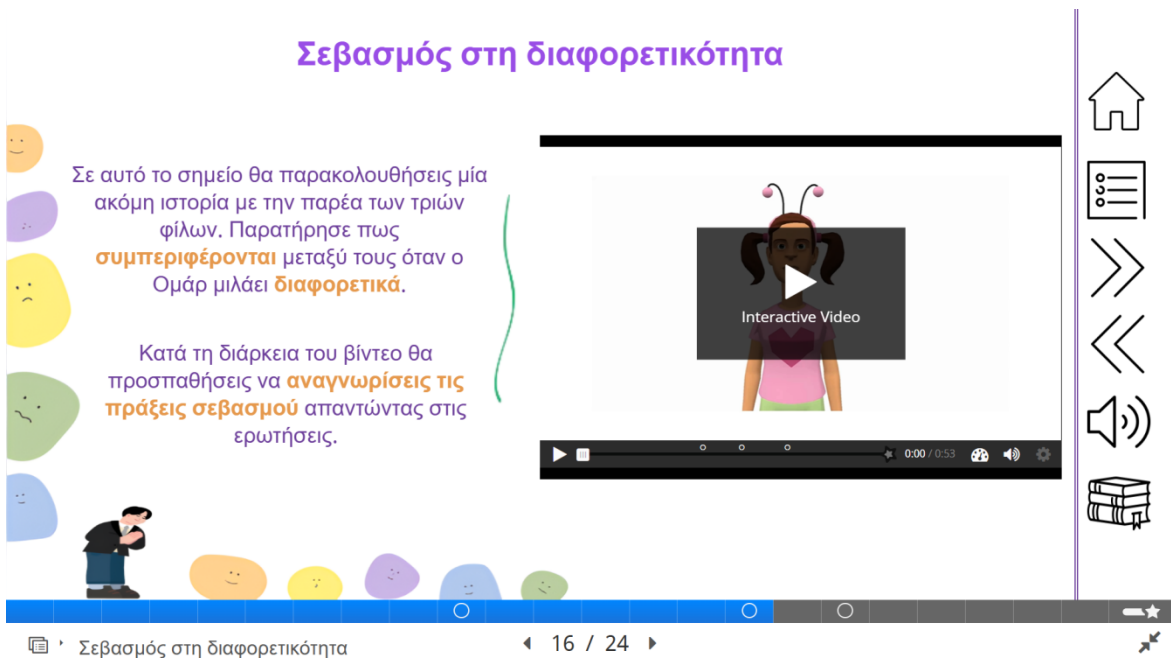 Σεβασμός στη διαφορετικότητα
Σε αυτό το σημείο θα παρακολουθήσεις μία
ακόμη ιστορία με την παρέα των τριών
φίλων. Παρατήρησε πως
συμπεριφέρονται μεταξύ τους όταν ο
Ομάρ μιλάει διαφορετικά.
Κατά τη διάρκεια του βίντεο θα
προσπαθήσεις να αναγνωρίσεις τις
πράξεις σεβασμού απαντώντας στις
ερωτήσεις.
Interactive Video
0:00 / 0:53
Σεβασμός στη διαφορετικότητα
16 / 24